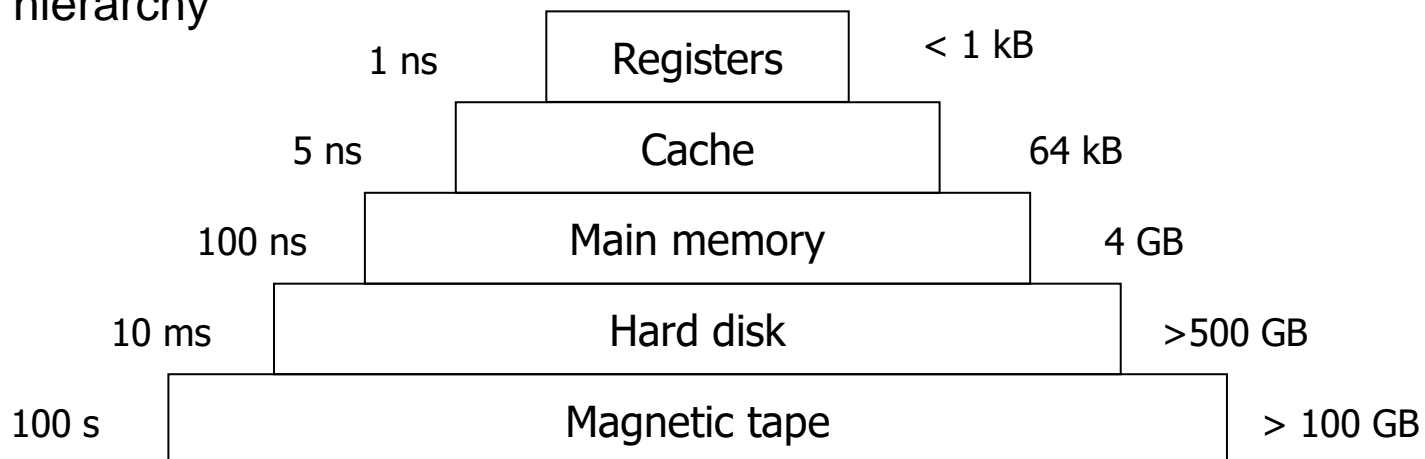 hierarchy
1 ns Registers < 1 kB
5 ns Cache 64 kB
100 ns Main memory 4 GB
10 ms Hard disk >500 GB
100 s Magnetic tape > 100 GB